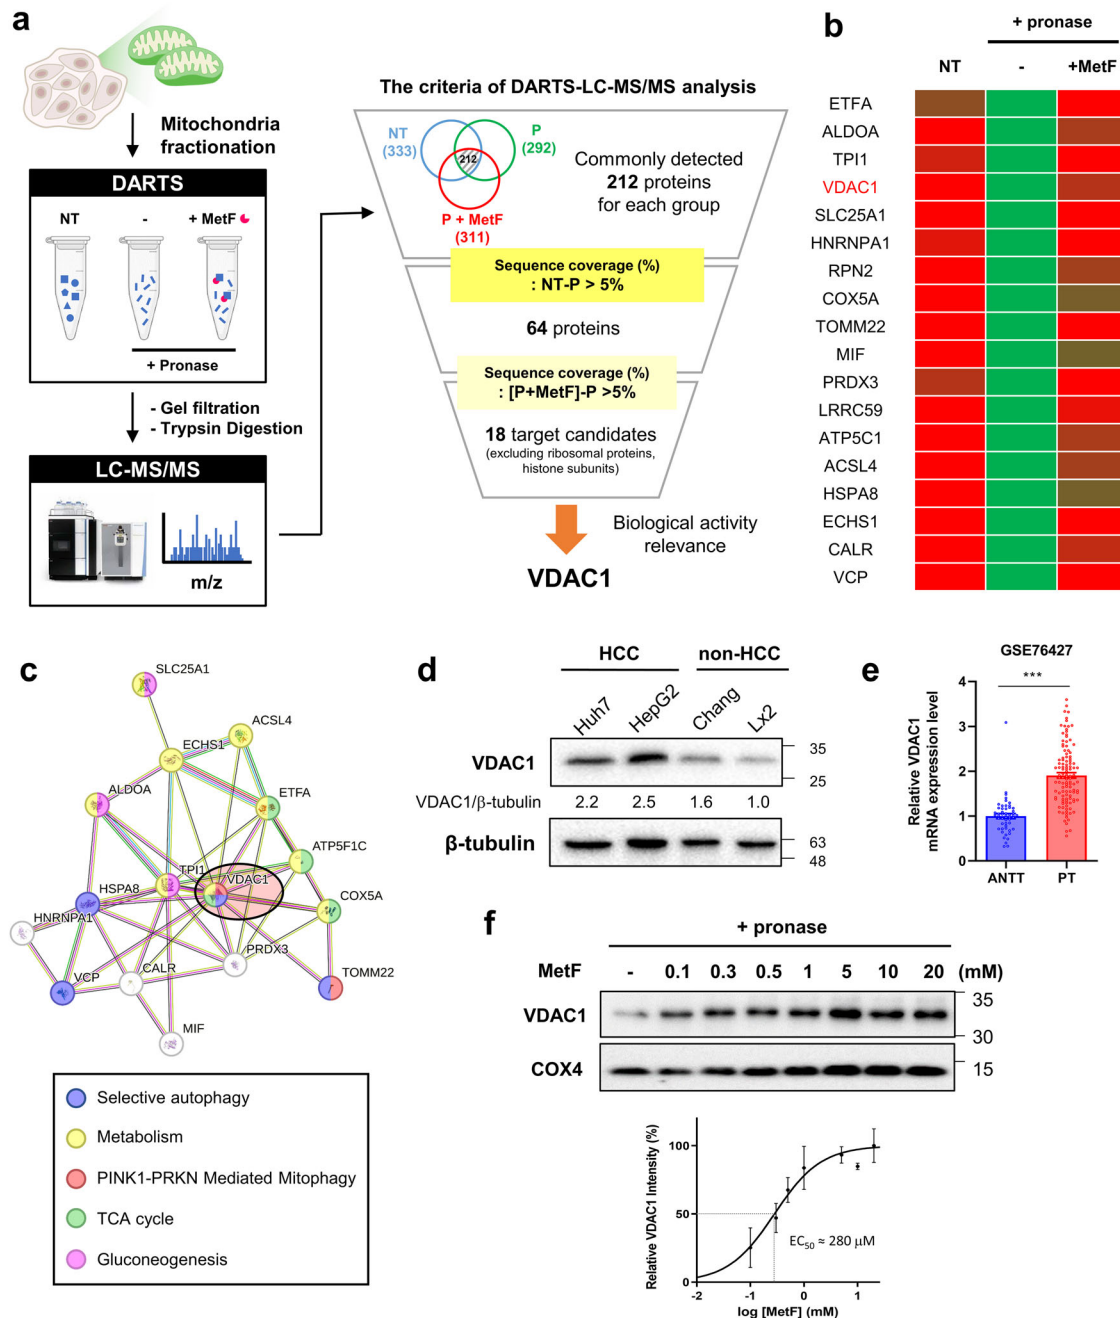 a
Mitochondria
fractionation
DARTS
NT
-
+ MetF
+ Pronase
- Gel filtration
- Trypsin Digestion
LC-MS/MS
m/z
The criteria of DARTS-LC-MS/MS analysis
NT
(333)
P
(292)
212
P + MetF
(311)
Commonly detected
212 proteins
for each group
Sequence coverage (%)
: NT-P > 5%
64 proteins
Sequence coverage (%)
: [P+MetF]-P >5%
18 target candidates
(excluding ribosomal proteins,
histone subunits)
Biological activity
relevance
VDAC1
b
+ pronase
NT
-
+MetF
ETFA
ALDOA
TPI1
VDAC1
SLC25A1
HNRNPA1
RPN2
COX5A
TOMM22
MIF
PRDX3
LRRC59
ATP5C1
ACSL4
HSPA8
ECHS1
CALR
VCP
c
SLC25A1
ACSL4
ECHS1
ETFA
ALDOA
ATP5F1C
TPI1
VDAC1
HSPA8
COX5A
HNRNPA1
PRDX3
VCP
CALR
TOMM22
MIF
Selective autophagy
Metabolism
PINK1-PRKN Mediated Mitophagy
TCA cycle
Gluconeogenesis
d
HCC
non-HCC
Huh7
HepG2
Chang
Lx2
VDAC1
35
25
VDAC1/β-tubulin 2.2 2.5 1.6 1.0
β-tubulin
63
48
e
GSE76427
***
Relative VDAC1
mRNA expression level
4
3
2
1
0
ANTT
PT
f
+ pronase
MetF - 0.1 0.3 0.5 1 5 10 20 (mM)
VDAC1
35
30
COX4
15
Relative VDAC1 Intensity (%)
100
50
0
EC50 ≈ 280 μM
-2 -1 0 1
log [MetF] (mM)